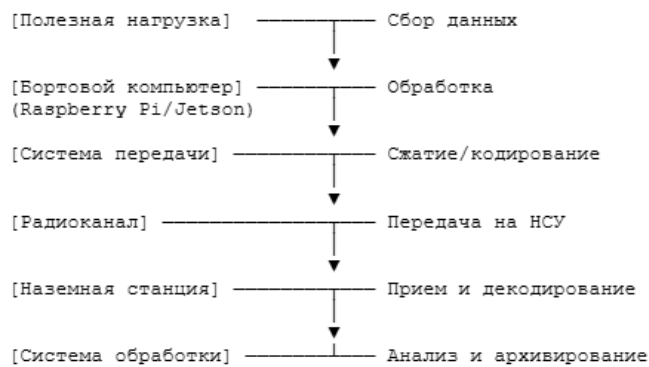 [Полезная нагрузка] Сбор данных
[Бортовой компьютер] Обработка
(Raspberry Pi/Jetson)
[Система передачи] Сжатие/кодирование
[Радиоканал] Передача на НСУ
[Наземная станция] Прием и декодирование
[Система обработки] Анализ и архивирование